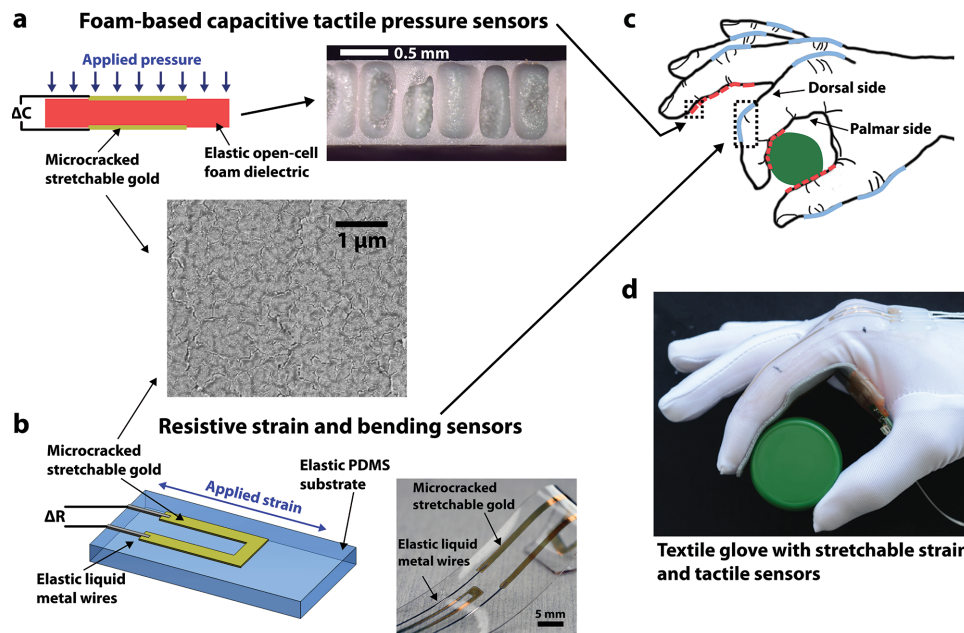 a
Foam-based capacitive tactile pressure sensors
Applied pressure
ΔC
Microcracked
stretchable gold
Elastic open-cell
foam dielectric
0.5 mm
1 µm
b
Resistive strain and bending sensors
Microcracked
stretchable gold
Elastic PDMS
substrate
Applied strain
ΔR
Elastic liquid
metal wires
Microcracked
stretchable gold
Elastic liquid
metal wires
5 mm
c
Dorsal side
Palmar side
d
Textile glove with stretchable strain
and tactile sensors